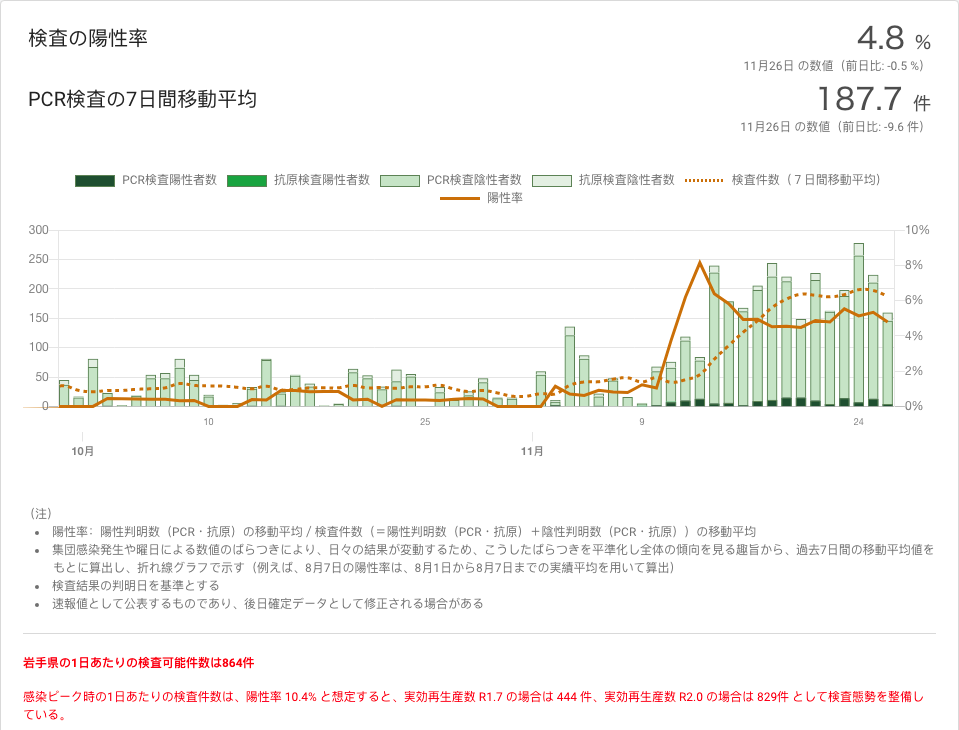 検査の陽性率
4.8 %
11月26日 の数値（前日比: -0.5 %）
PCR検査の7日間移動平均
187.7 件
11月26日 の数値（前日比: -9.6 件）
PCR検査陽性者数 抗原検査陽性者数 PCR検査陰性者数 抗原検査陰性者数 検査件数（７日間移動平均）
陽性率
300 10%
250 8%
200 6%
150 4%
100 2%
50
0 0%
10 25 9 24
10月 11月
（注）
• 陽性率：陽性判明数（PCR・抗原）の移動平均 / 検査件数（＝陽性判明数（PCR・抗原）＋陰性判明数（PCR・抗原））の移動平均
• 集団感染発生や曜日による数値のばらつきにより、日々の結果が変動するため、こうしたばらつきを平準化し全体の傾向を見る趣旨から、過去7日間の移動平均値を
もとに算出し、折れ線グラフで示す（例えば、8月7日の陽性率は、8月1日から8月7日までの実績平均を用いて算出）
• 検査結果の判明日を基準とする
• 速報値として公表するものであり、後日確定データとして修正される場合がある
岩手県の1日あたりの検査可能件数は864件
感染ピーク時の1日あたりの検査件数は、陽性率 10.4% と想定すると、実効再生産数 R1.7 の場合は 444 件、実効再生産数 R2.0 の場合は 829件 として検査態勢を整備し
ている。